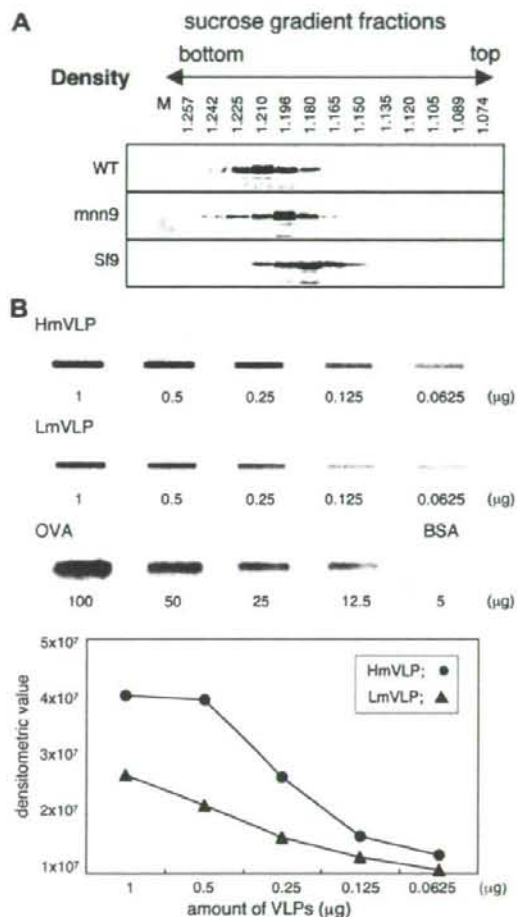 A
sucrose gradient fractions
bottom top
Density
M 1.257 1.242 1.225 1.210 1.196 1.180 1.165 1.150 1.135 1.120 1.105 1.089 1.074
WT
mnn9
Sf9
B
HmVLP
1 0.5 0.25 0.125 0.0625 (μg)
LmVLP
1 0.5 0.25 0.125 0.0625 (μg)
OVA BSA
100 50 25 12.5 5 (μg)
5x10⁷
4x10⁷
3x10⁷
2x10⁷
1x10⁷
densitometric value
HmVLP;
LmVLP;
1 0.5 0.25 0.125 0.0625 (μg)
amount of VLPs (μg)